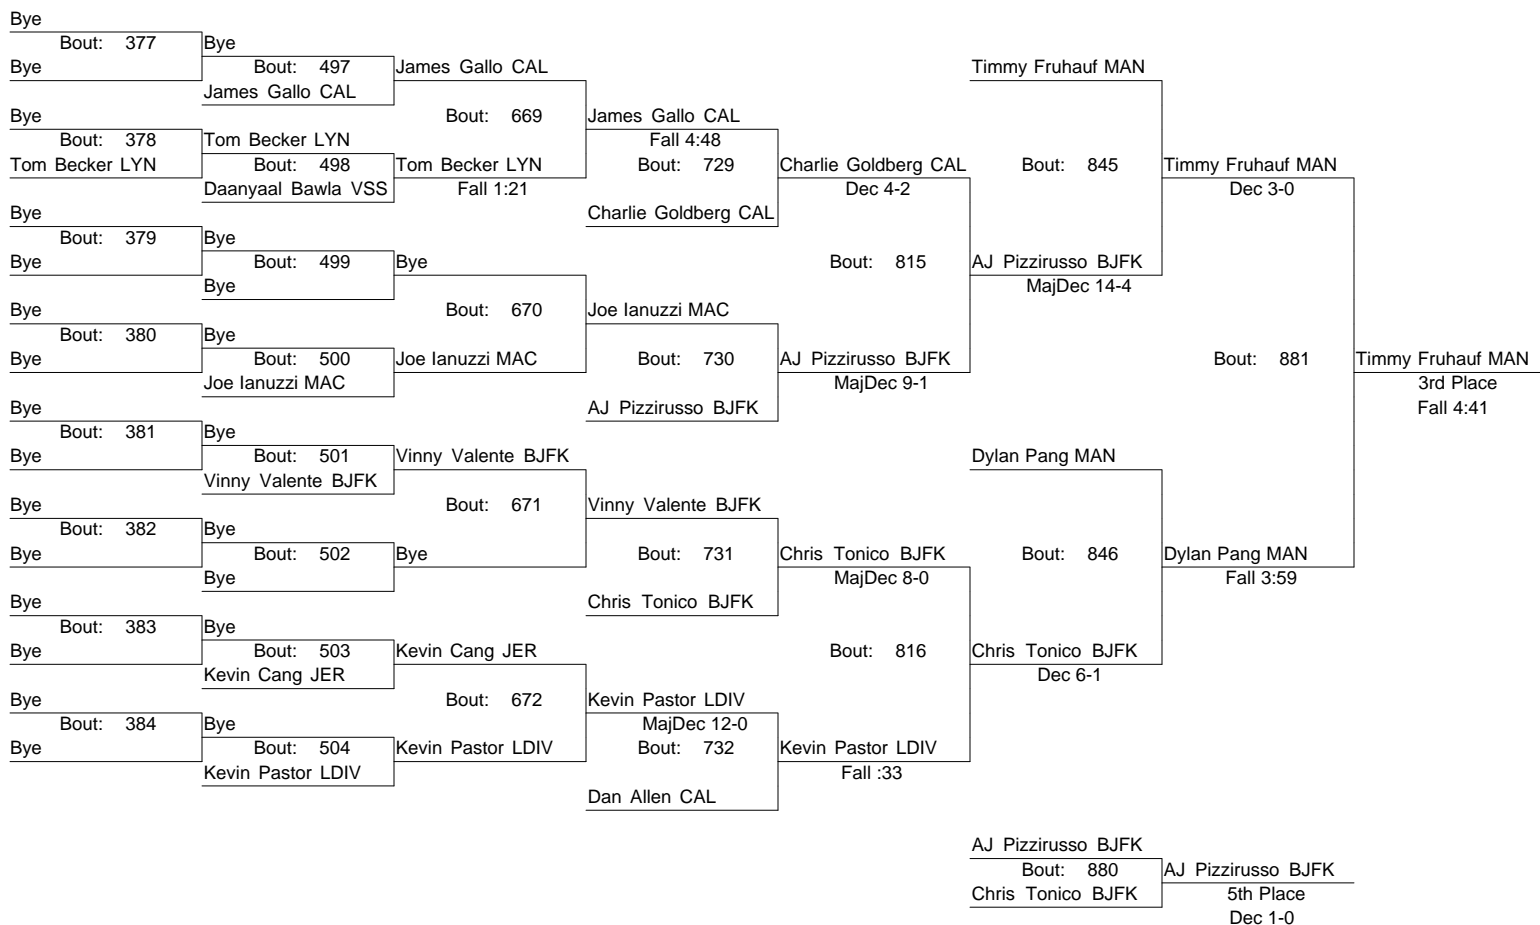 Bye
Bout: 377 Bye
Bye Bout: 497 James Gallo CAL Timmy Fruhauf MAN
James Gallo CAL
Bye Bout: 669 James Gallo CAL
Bout: 378 Tom Becker LYN Fall 4:48
Tom Becker LYN Bout: 498 Tom Becker LYN Bout: 729 Charlie Goldberg CAL Bout: 845 Timmy Fruhauf MAN
Daanyaal Bawla VSS Fall 1:21 Dec 4-2 Dec 3-0
Bye Charlie Goldberg CAL
Bout: 379 Bye
Bye Bout: 499 Bye Bout: 815 AJ Pizzirusso BJFK
Bye MajDec 14-4
Bye Bout: 670 Joe Ianuzzi MAC
Bout: 380 Bye
Bye Bout: 500 Joe Ianuzzi MAC Bout: 730 AJ Pizzirusso BJFK Bout: 881 Timmy Fruhauf MAN
Joe Ianuzzi MAC MajDec 9-1 3rd Place
Bye AJ Pizzirusso BJFK Fall 4:41
Bout: 381 Bye
Bye Bout: 501 Vinny Valente BJFK Dylan Pang MAN
Vinny Valente BJFK
Bye Bout: 671 Vinny Valente BJFK
Bout: 382 Bye
Bye Bout: 502 Bye Bout: 731 Chris Tonico BJFK Bout: 846 Dylan Pang MAN
Bye MajDec 8-0 Fall 3:59
Bye Chris Tonico BJFK
Bout: 383 Bye
Bye Bout: 503 Kevin Cang JER Bout: 816 Chris Tonico BJFK
Kevin Cang JER Dec 6-1
Bye Bout: 672 Kevin Pastor LDIV
Bout: 384 Bye MajDec 12-0
Bye Bout: 504 Kevin Pastor LDIV Bout: 732 Kevin Pastor LDIV
Kevin Pastor LDIV Fall :33
Dan Allen CAL
AJ Pizzirusso BJFK
Bout: 880 AJ Pizzirusso BJFK
Chris Tonico BJFK 5th Place
Dec 1-0